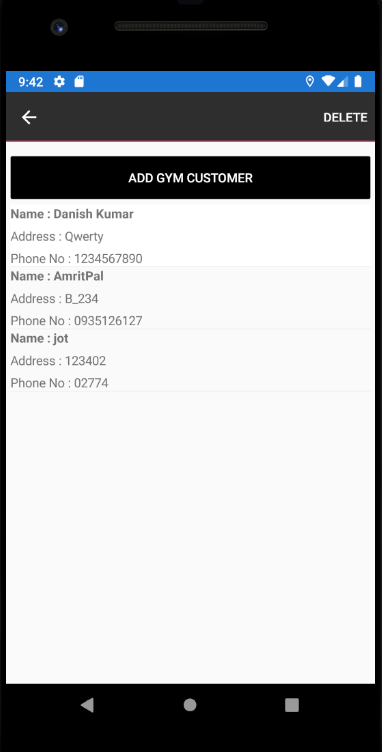 9:42
DELETE
ADD GYM CUSTOMER
Name : Danish Kumar
Address : Qwerty
Phone No : 1234567890
Name : AmritPal
Address : B_234
Phone No : 0935126127
Name : jot
Address : 123402
Phone No : 02774